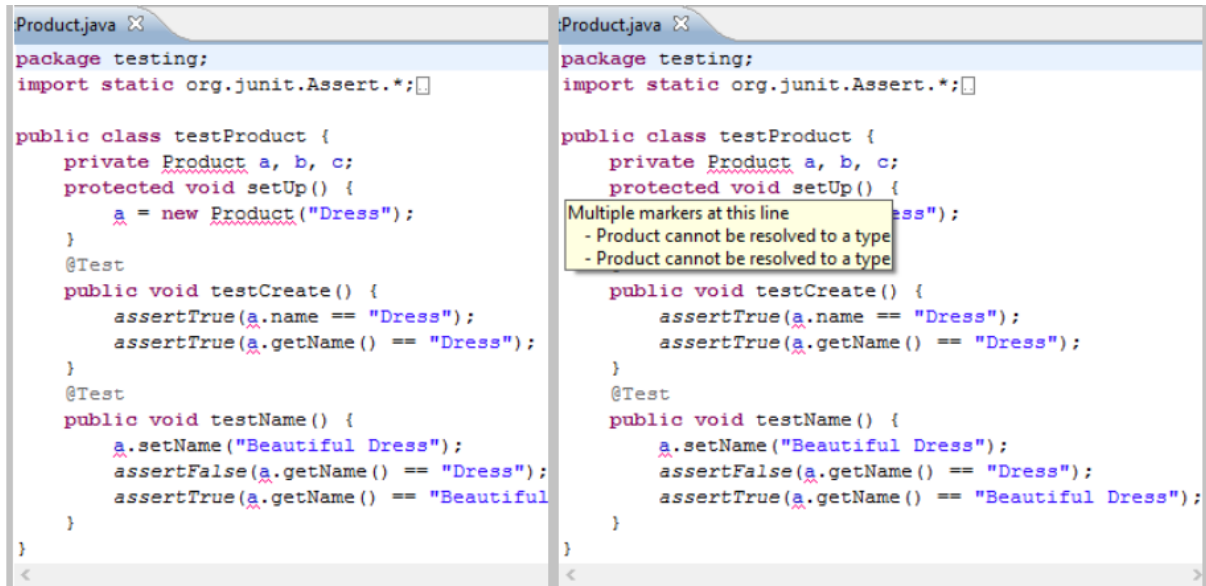 :Product.java
package testing;
import static org.junit.Assert.*;
public class testProduct {
private Product a, b, c;
protected void setUp() {
a = new Product("Dress");
}
@Test
public void testCreate() {
assertTrue(a.name == "Dress");
assertTrue(a.getName() == "Dress");
}
@Test
public void testName() {
a.setName("Beautiful Dress");
assertFalse(a.getName() == "Dress");
assertTrue(a.getName() == "Beautiful
}
}
:Product.java
package testing;
import static org.junit.Assert.*;
public class testProduct {
private Product a, b, c;
protected void setUp() {
Multiple markers at this line
- Product cannot be resolved to a type
- Product cannot be resolved to a type
ess");
public void testCreate() {
assertTrue(a.name == "Dress");
assertTrue(a.getName() == "Dress");
}
@Test
public void testName() {
a.setName("Beautiful Dress");
assertFalse(a.getName() == "Dress");
assertTrue(a.getName() == "Beautiful Dress");
}
}